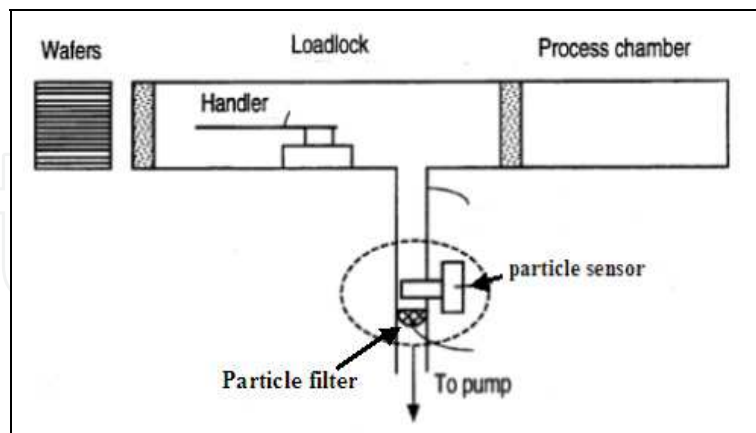 Wafers
Loadlock
Process chamber
Handler
particle sensor
Particle filter
To pump